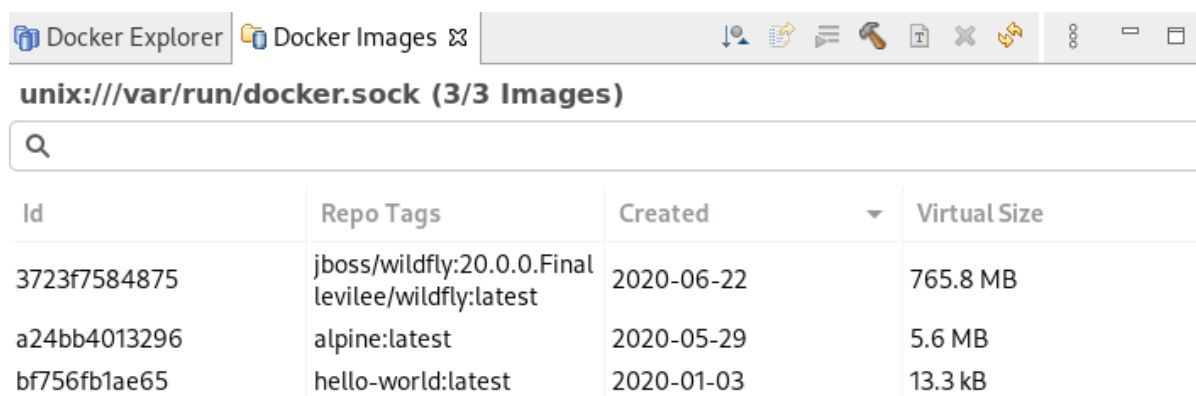 Docker Explorer Docker Images
unix:///var/run/docker.sock (3/3 Images)
Id Repo Tags Created Virtual Size
3723f7584875 jboss/wildfly:20.0.0.Final 2020-06-22 765.8 MB
levilee/wildfly:latest
a24bb4013296 alpine:latest 2020-05-29 5.6 MB
bf756fb1ae65 hello-world:latest 2020-01-03 13.3 kB